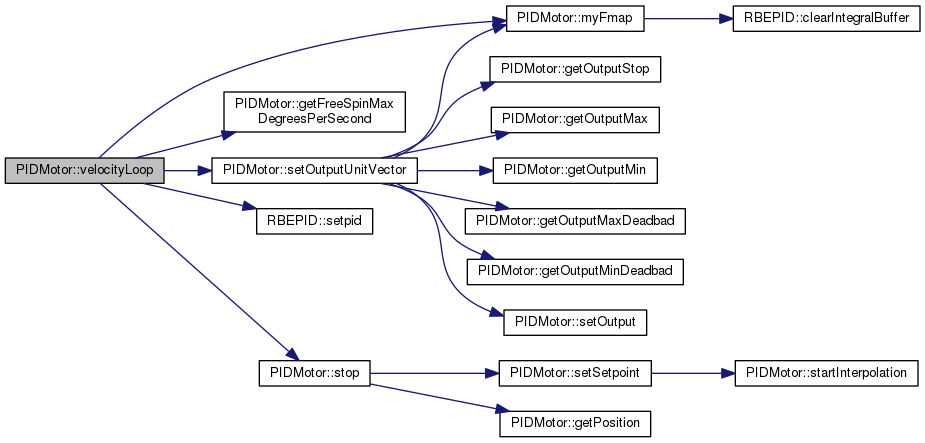 PIDMotor::myFmap
RBEPID::clearIntegralBuffer
PIDMotor::getOutputStop
PIDMotor::getFreeSpinMax
DegreesPerSecond
PIDMotor::getOutputMax
PIDMotor::velocityLoop
PIDMotor::setOutputUnitVector
PIDMotor::getOutputMin
RBEPID::setpid
PIDMotor::getOutputMaxDeadbad
PIDMotor::getOutputMinDeadbad
PIDMotor::setOutput
PIDMotor::stop
PIDMotor::setSetpoint
PIDMotor::startInterpolation
PIDMotor::getPosition